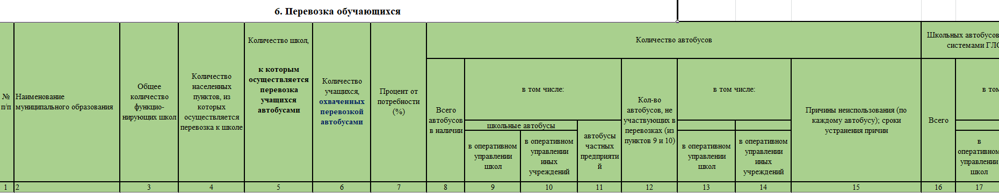 6. Перевозка обучающихся
№
п/п
Наименование
муниципального образования
Общее
количество
функцио-
нирующих школ
Количество
населенных
пунктов, из
которых
осуществляется
перевозка к школе
Количество школ,
к которым
осуществляется
перевозка
учащихся
автобусами
Количество
учащихся,
охваченных
перевозкой
автобусами
Процент от
потребности
(%)
Количество автобусов
Всего
автобусов
в наличии
в том числе:
школьные автобусы
в оперативном
управлении
школ
в оперативном
управлении
иных
учреждений
автобусы
частных
предприяти
й
Кол-во
автобусов, не
участвующих в
перевозках (из
пунктов 9 и 10)
в том числе:
в оперативном
управлении
школ
в оперативном
управлении
иных
учреждений
Причины неиспользования (по
каждому автобусу); сроки
устранения причин
Школьных автобусов
системами ГЛО
Всего
в том
в
оперативном
управлении
школ
1 2 3 4 5 6 7 8 9 10 11 12 13 14 15 16 17